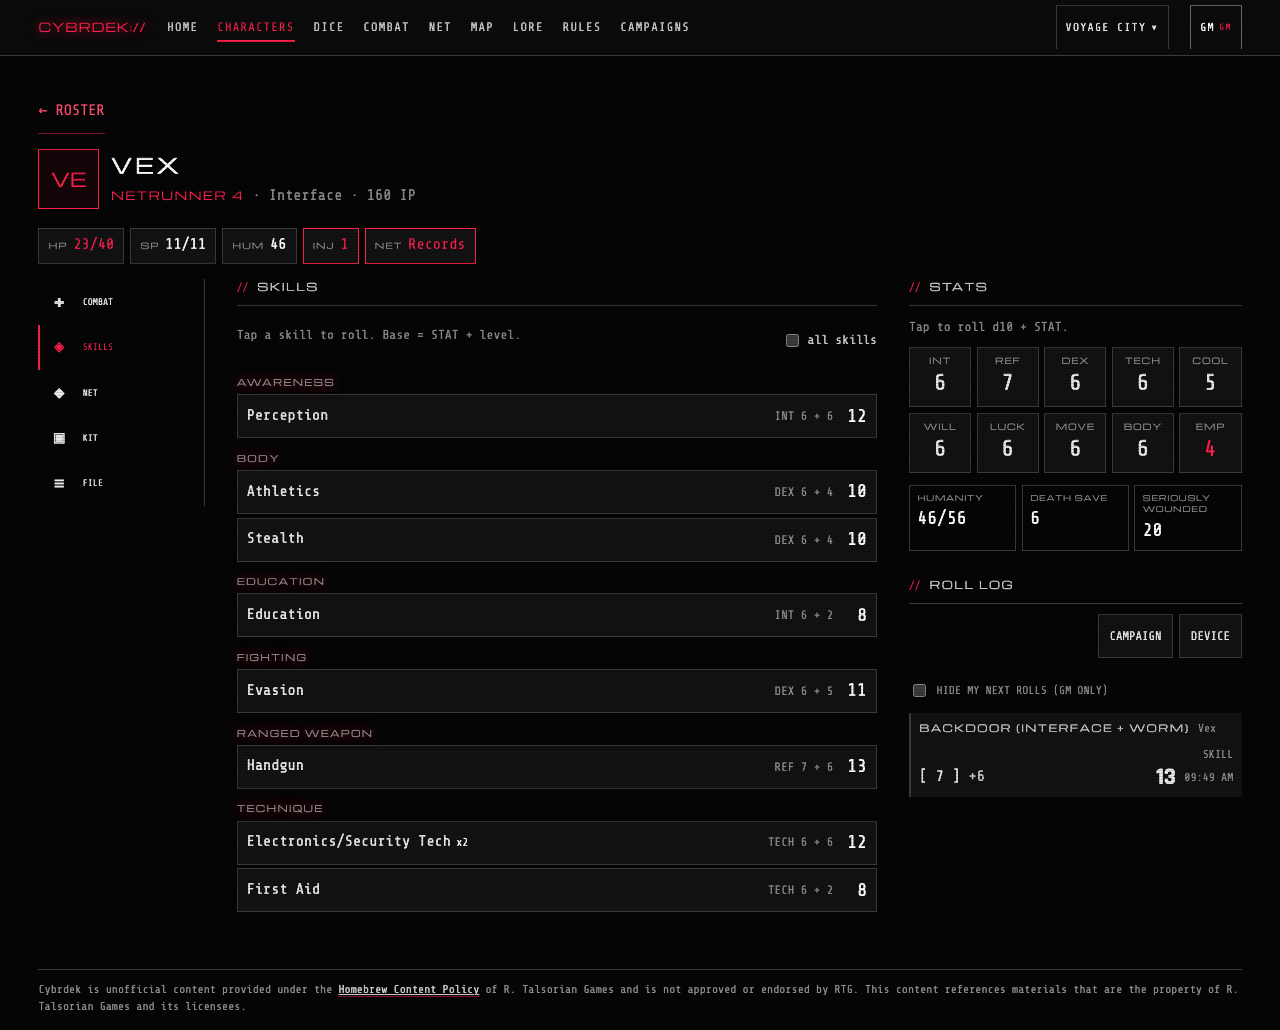 CYBRDEK:// HOME CHARACTERS DICE COMBAT NET MAP LORE RULES CAMPAIGNS VOYAGE CITY ▾ GM GM
← ROSTER
VE VEX
NETRUNNER 4 · Interface · 160 IP
HP 23/40 SP 11/11 HUM 46 INJ 1 NET Records
COMBAT
SKILLS
NET
KIT
FILE
// SKILLS
Tap a skill to roll. Base = STAT + level. all skills
AWARENESS
Perception INT 6 + 6 12
BODY
Athletics DEX 6 + 4 10
Stealth DEX 6 + 4 10
EDUCATION
Education INT 6 + 2 8
FIGHTING
Evasion DEX 6 + 5 11
RANGED WEAPON
Handgun REF 7 + 6 13
TECHNIQUE
Electronics/Security Tech x2 TECH 6 + 6 12
First Aid TECH 6 + 2 8
// STATS
Tap to roll d10 + STAT.
INT REF DEX TECH COOL
6 7 6 6 5
WILL LUCK MOVE BODY EMP
6 6 6 6 4
HUMANITY DEATH SAVE SERIOUSLY WOUNDED
46/56 6 20
// ROLL LOG
CAMPAIGN DEVICE
HIDE MY NEXT ROLLS (GM ONLY)
BACKDOOR (INTERFACE + WORM) Vex
SKILL
[ 7 ] +6 13 09:49 AM
Cybrdek is unofficial content provided under the Homebrew Content Policy of R. Talsorian Games and is not approved or endorsed by RTG. This content references materials that are the property of R.
Talsorian Games and its licensees.